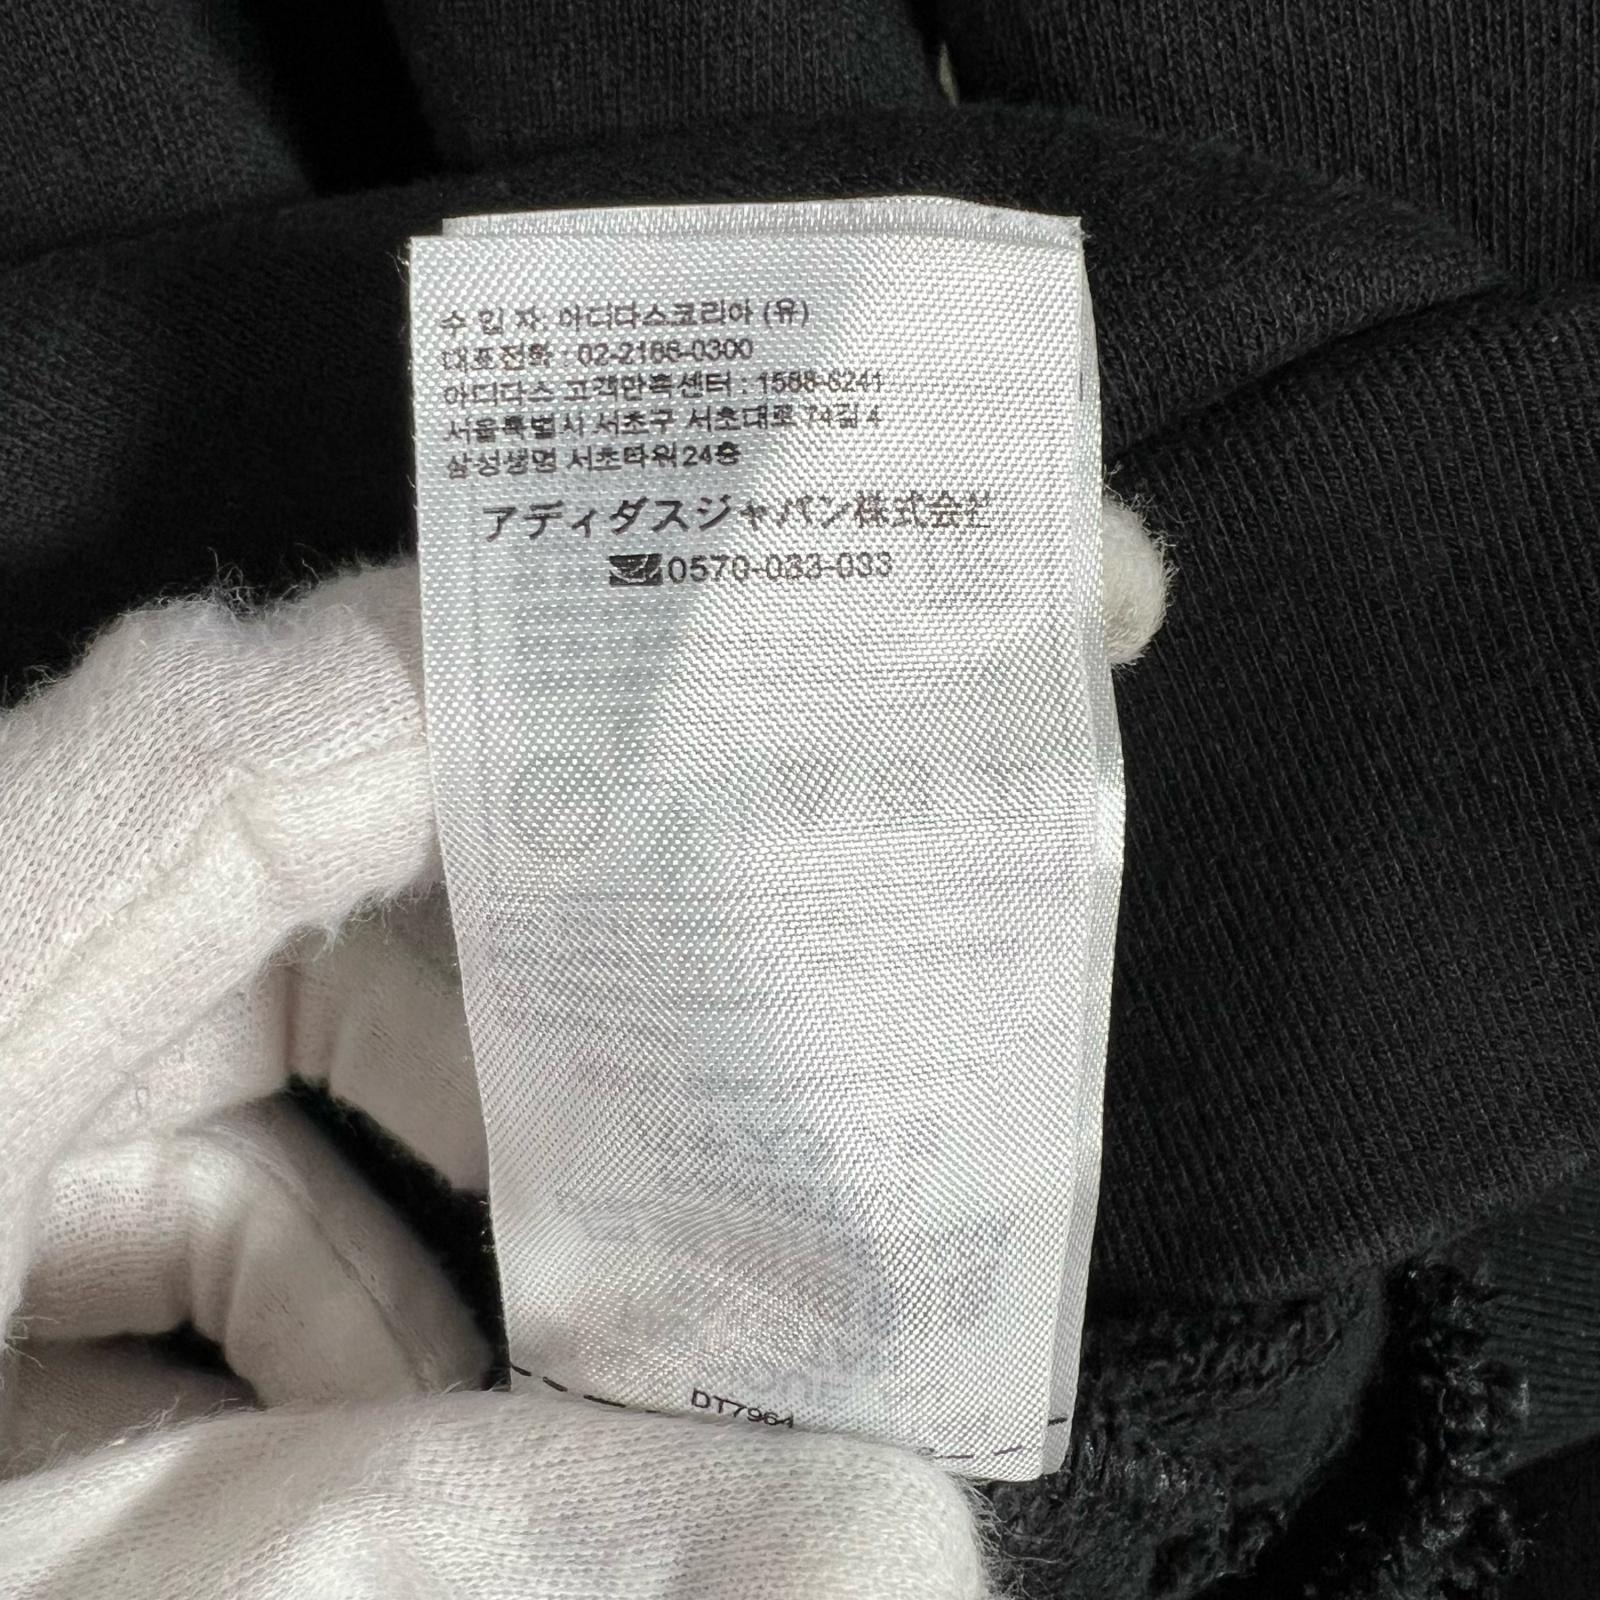 수 입 자: 아디다스코리아 (유)
대표전화 : 02-2186-0300
아디다스 고객만족센터 : 1588-8241
서울특별시 서초구 서초대로 74길 4
삼성생명 서초타워 24층
アディダスジャパン株式会社
0570-033-033
DT7964